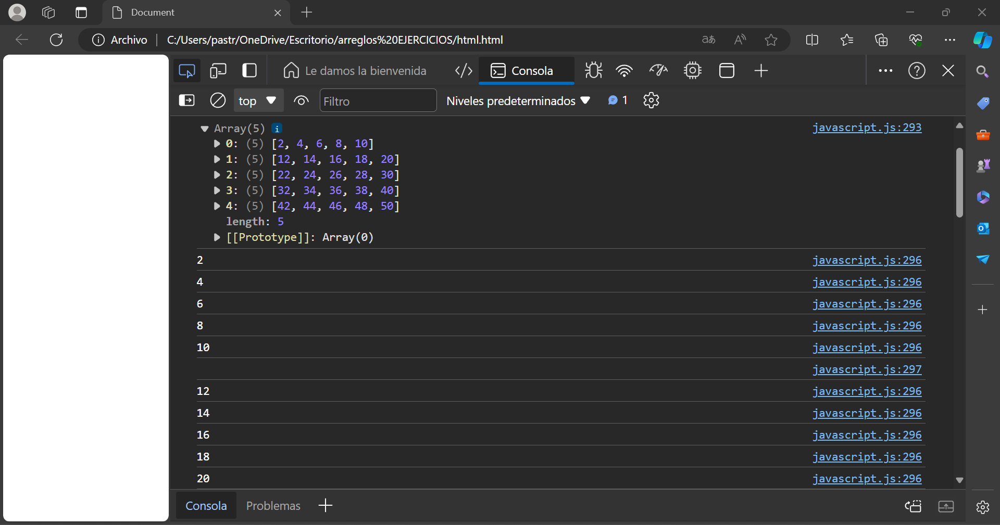 Document
Archivo | C:/Users/pastr/OneDrive/Escritorio/arreglos%20EJERCICIOS/html.html
aあ A
Le damos la bienvenida </> Consola
top Filtro Niveles predeterminados 1
Array(5) i javascript.js:293
0: (5) [2, 4, 6, 8, 10]
1: (5) [12, 14, 16, 18, 20]
2: (5) [22, 24, 26, 28, 30]
3: (5) [32, 34, 36, 38, 40]
4: (5) [42, 44, 46, 48, 50]
length: 5
[[Prototype]]: Array(0)
2 javascript.js:296
4 javascript.js:296
6 javascript.js:296
8 javascript.js:296
10 javascript.js:296
javascript.js:297
12 javascript.js:296
14 javascript.js:296
16 javascript.js:296
18 javascript.js:296
20 javascript.js:296
Consola Problemas